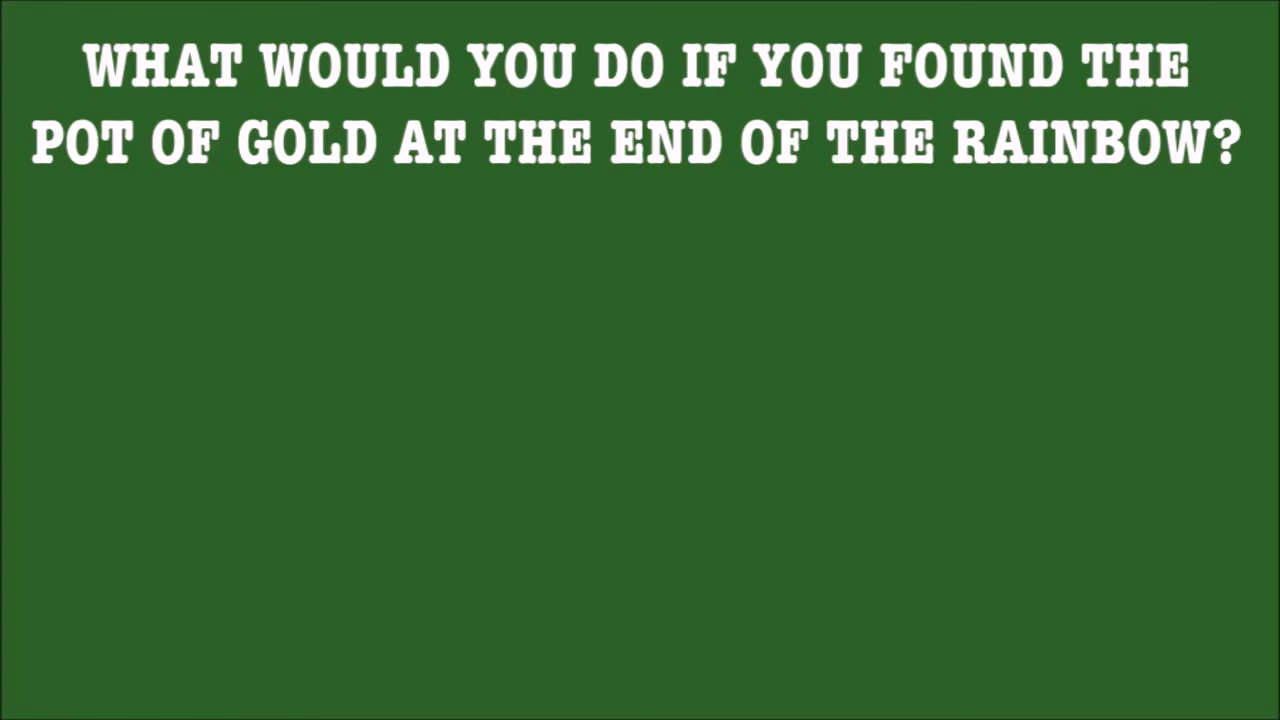 WHAT WOULD YOU DO IF YOU FOUND THE
POT OF GOLD AT THE END OF THE RAINBOW?